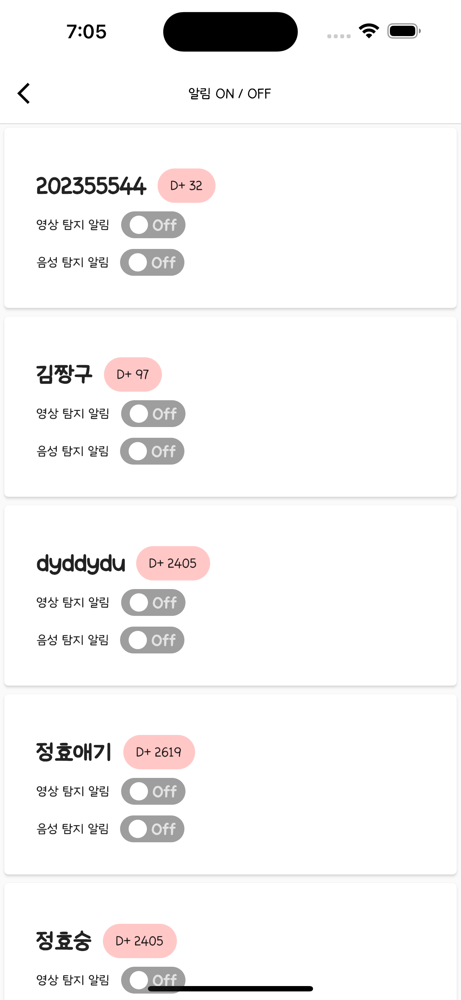 7:05
알림 ON / OFF
202355544 D+ 32
영상 탐지 알림 Off
음성 탐지 알림 Off
김짱구 D+ 97
영상 탐지 알림 Off
음성 탐지 알림 Off
dyddydu D+ 2405
영상 탐지 알림 Off
음성 탐지 알림 Off
정효애기 D+ 2619
영상 탐지 알림 Off
음성 탐지 알림 Off
정효숭 D+ 2405
영상 탐지 알림 Off